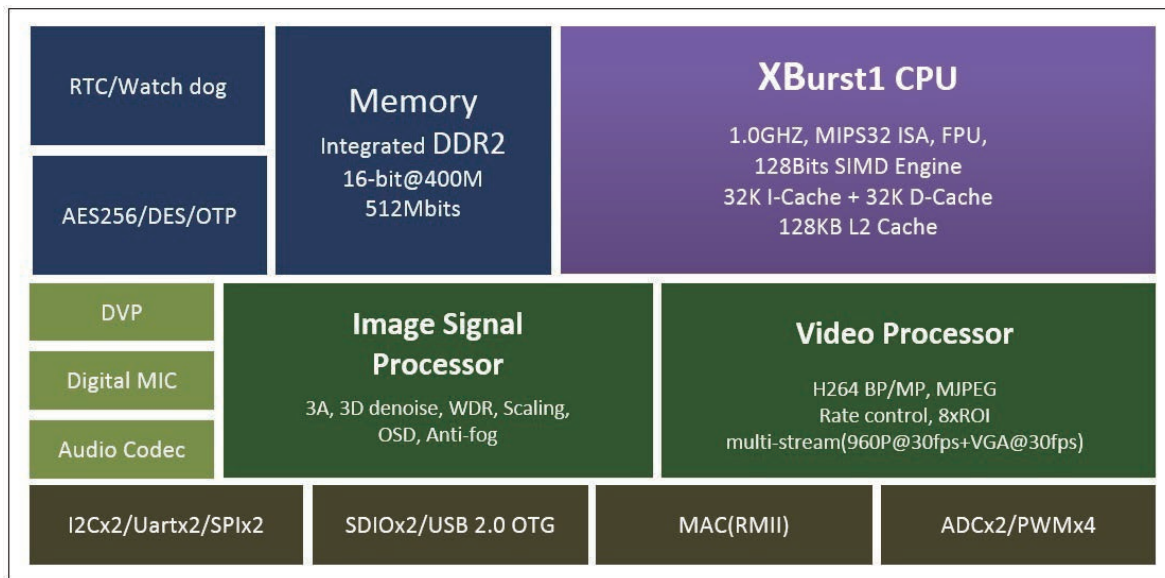 RTC/Watch dog
AES256/DES/OTP
Memory
Integrated DDR2
16-bit@400M
512Mbits
XBurst1 CPU
1.0GHZ, MIPS32 ISA, FPU,
128Bits SIMD Engine
32K I-Cache + 32K D-Cache
128KB L2 Cache
DVP
Digital MIC
Audio Codec
Image Signal
Processor
3A, 3D denoise, WDR, Scaling,
OSD, Anti-fog
Video Processor
H264 BP/MP, MJPEG
Rate control, 8xROI
multi-stream(960P@30fps+VGA@30fps)
I2Cx2/Uartx2/SPIx2
SDIOx2/USB 2.0 OTG
MAC(RMII)
ADCx2/PWMx4